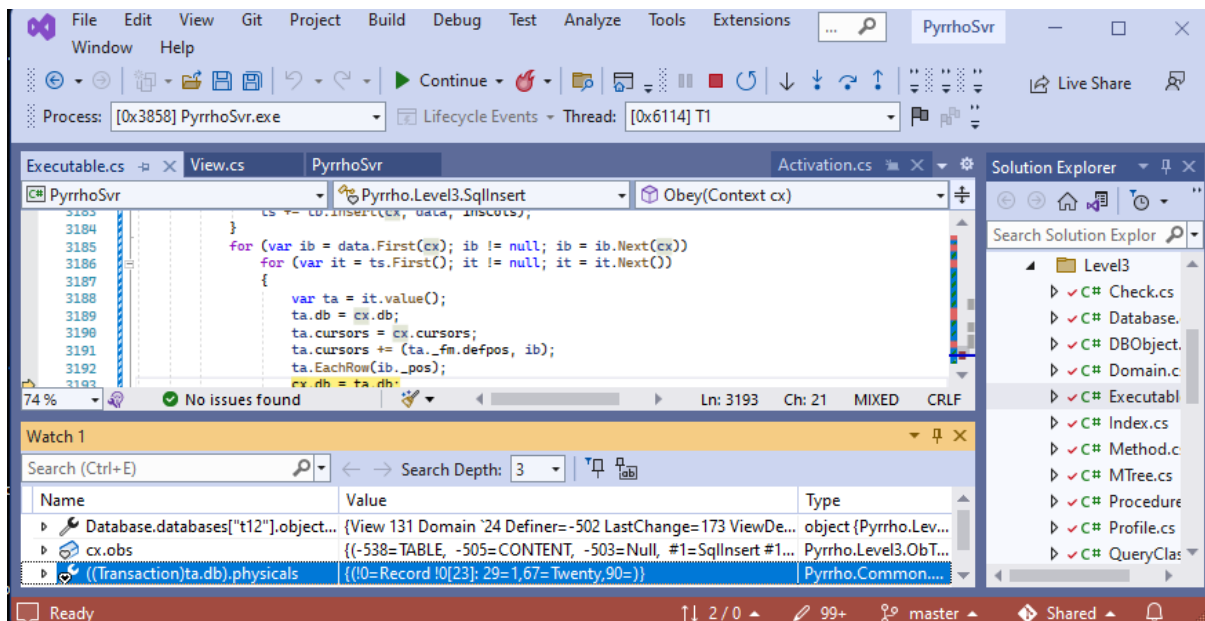 File Edit View Git Project Build Debug Test Analyze Tools Extensions ... PyrrhoSvr
Window Help
Continue Live Share
Process: [0x3858] PyrrhoSvr.exe Lifecycle Events Thread: [0x6114] T1
Executable.cs View.cs PyrrhoSvr Activation.cs Solution Explorer
C# PyrrhoSvr Pyrrho.Level3.SqlInsert Obey(Context cx)
Search Solution Explor
3183 ts += tb.Insert(cx, data, insCols);
3184 }
3185 for (var ib = data.First(cx); ib != null; ib = ib.Next(cx))
3186 for (var it = ts.First(); it != null; it = it.Next())
3187 {
3188 var ta = it.value();
3189 ta.db = cx.db;
3190 ta.cursors = cx.cursors;
3191 ta.cursors += (ta._fm.defpos, ib);
3192 ta.EachRow(ib._pos);
3193 cx.db = ta.db;
74 % No issues found Ln: 3193 Ch: 21 MIXED CRLF
Level3
C# Check.cs
C# Database.
C# DBObject.
C# Domain.c
C# Executabl
C# Index.cs
C# Method.c
C# MTree.cs
C# Procedure
C# Profile.cs
C# QueryClas
Watch 1
Search (Ctrl+E) Search Depth: 3
Name Value Type
Database.databases["t12"].object... {View 131 Domain `24 Definer=-502 LastChange=173 ViewDe... object {Pyrrho.Lev...
cx.obs {(-538=TABLE, -505=CONTENT, -503=Null, #1=SqlInsert #1... Pyrrho.Level3.ObT...
((Transaction)ta.db).physicals {(!0=Record !0[23]: 29=1,67=Twenty,90=)} Pyrrho.Common....
Ready 2 / 0 99+ master Shared